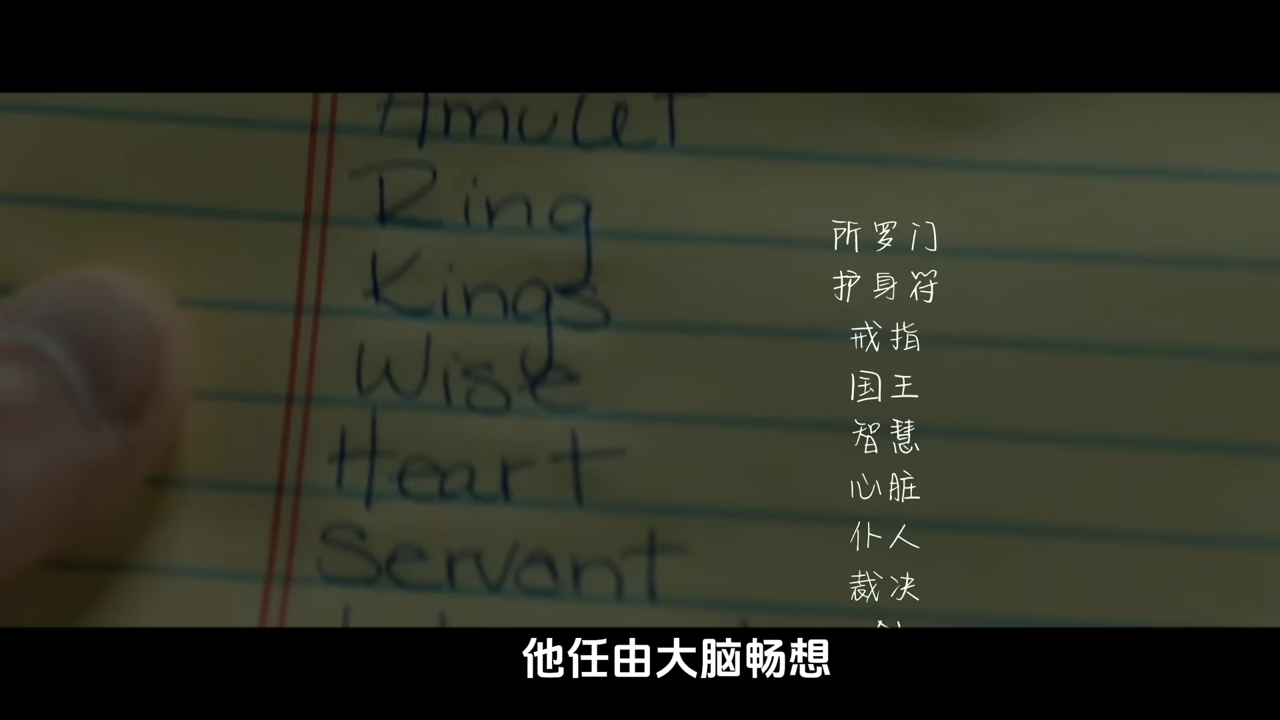 Amulet
Ring
Kings
Wise
Heart
Servant
所罗门
护身符
戒指
国王
智慧
心脏
仆人
裁决
他任由大脑畅想